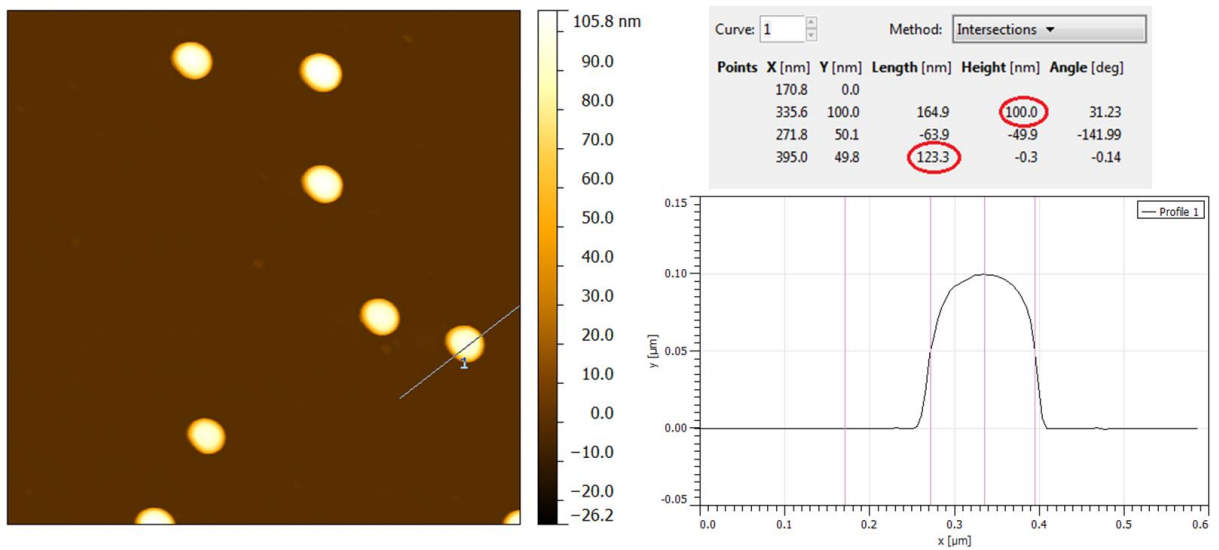 105.8 nm
90.0
80.0
70.0
60.0
50.0
40.0
30.0
20.0
10.0
0.0
−10.0
−20.0
−26.2
1
Curve: 1 Method: Intersections
Points X [nm] Y [nm] Length [nm] Height [nm] Angle [deg]
170.8 0.0
335.6 100.0 164.9 100.0 31.23
271.8 50.1 -63.9 -49.9 -141.99
395.0 49.8 123.3 -0.3 -0.14
Profile 1
0.15
0.10
0.05
0.00
-0.05
y [µm]
0.0 0.1 0.2 0.3 0.4 0.5 0.6
x [µm]